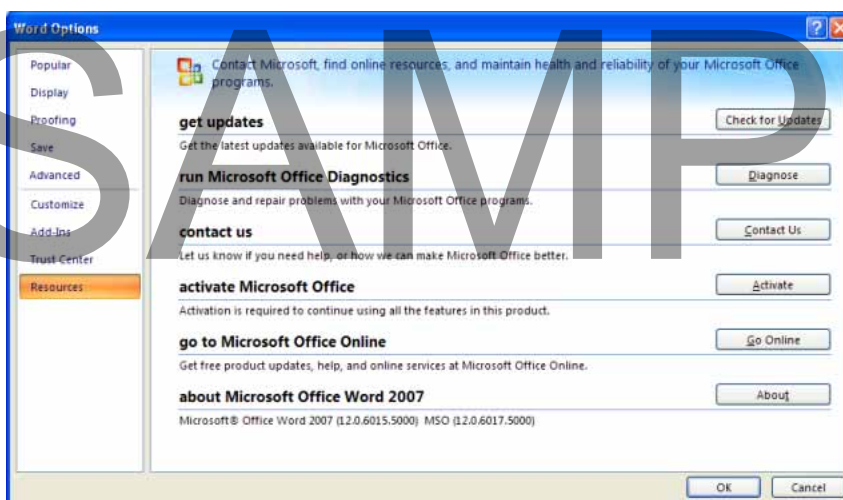 Word Options
Popular
Display
Proofing
Save
Advanced
Customize
Add-Ins
Trust Center
Resources
Contact Microsoft, find online resources, and maintain health and reliability of your Microsoft Office
programs.
get updates
Check for Updates
Get the latest updates available for Microsoft Office.
run Microsoft Office Diagnostics
Diagnose
Diagnose and repair problems with your Microsoft Office programs.
contact us
Contact Us
Let us know if you need help, or how we can make Microsoft Office better.
activate Microsoft Office
Activate
Activation is required to continue using all the features in this product.
go to Microsoft Office Online
Go Online
Get free product updates, help, and online services at Microsoft Office Online.
about Microsoft Office Word 2007
About
Microsoft® Office Word 2007 (12.0.6015.5000) MSO (12.0.6017.5000)
OK
Cancel
SAMP